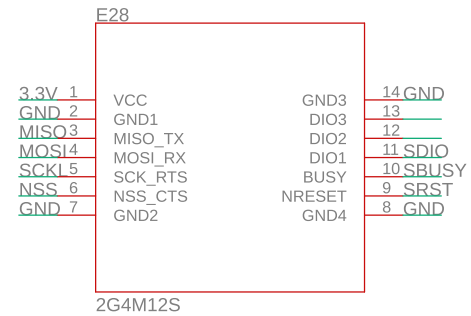 E28
3.3V 1 VCC GND3 14 GND
GND 2 GND1 DIO3 13
MISO 3 MISO_TX DIO2 12
MOSI 4 MOSI_RX DIO1 11 SDIO
SCKL 5 SCK_RTS BUSY 10 SBUSY
NSS 6 NSS_CTS NRESET 9 SRST
GND 7 GND2 GND4 8 GND
2G4M12S